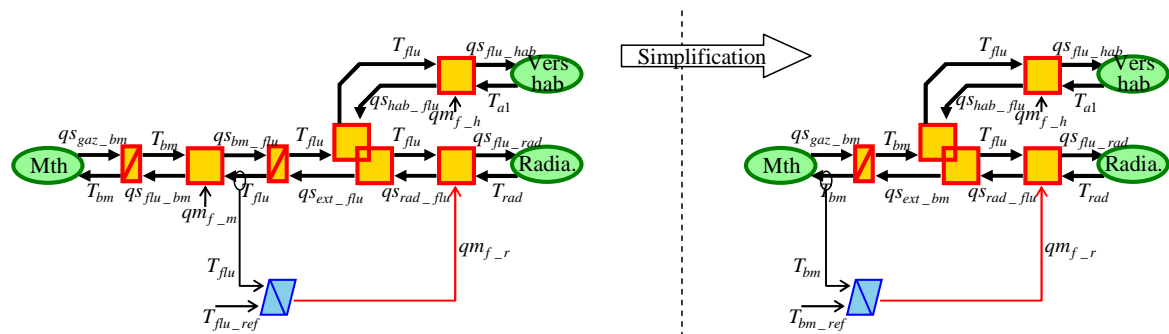 T_flu qs_flu_hab
Vers
hab
qs_hab_flu T_a1
qm_f_h
qs_gaz_bm T_bm qs_bm_flu T_flu T_flu qs_flu_rad
Mth Radia.
T_bm qs_flu_bm T_flu qs_ext_flu qs_rad_flu T_rad
qm_f_m
qm_f_r
T_flu
T_flu_ref
Simplification
T_flu qs_flu_hab
Vers
hab
qs_hab_flu T_a1
qm_f_h
qs_gaz_bm T_bm T_flu qs_flu_rad
Mth Radia.
T_bm qs_ext_bm qs_rad_flu T_rad
qm_f_r
T_bm
T_bm_ref